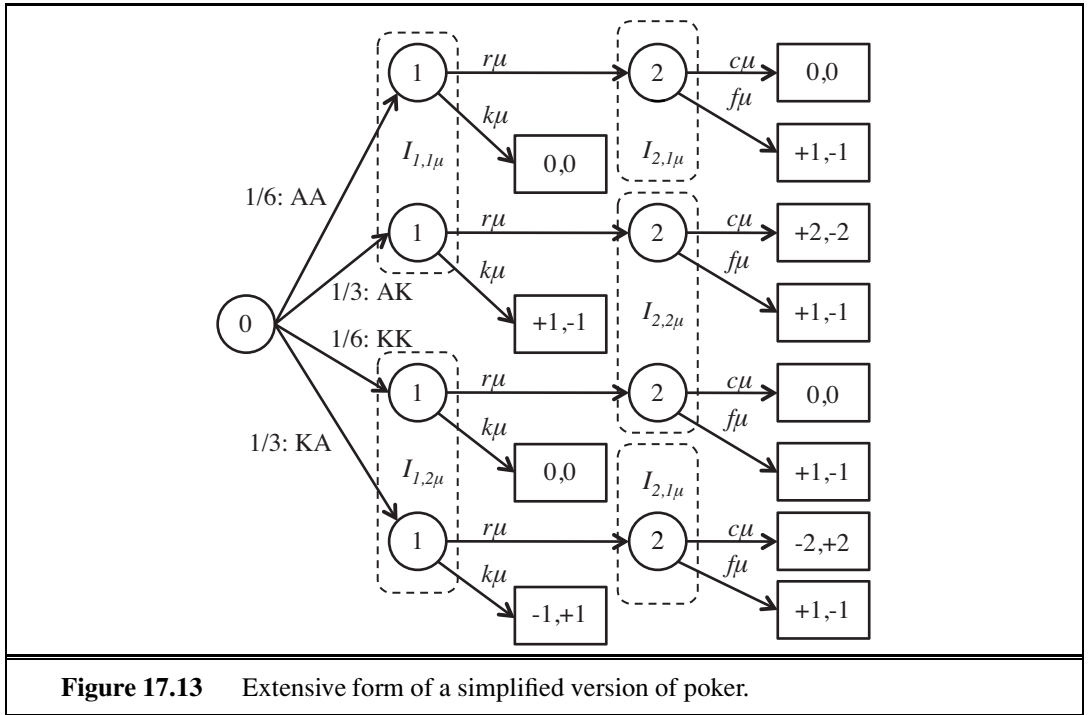 1
rμ
2
cμ
0,0
fμ
kμ
I1,1μ
0,0
I2,1μ
+1,-1
1/6: AA
1
rμ
2
cμ
+2,-2
fμ
kμ
1/3: AK
0
+1,-1
I2,2μ
+1,-1
1/6: KK
1
rμ
2
cμ
0,0
fμ
kμ
1/3: KA
I1,2μ
0,0
I2,1μ
+1,-1
1
rμ
2
cμ
-2,+2
fμ
kμ
-1,+1
+1,-1
Figure 17.13 Extensive form of a simplified version of poker.